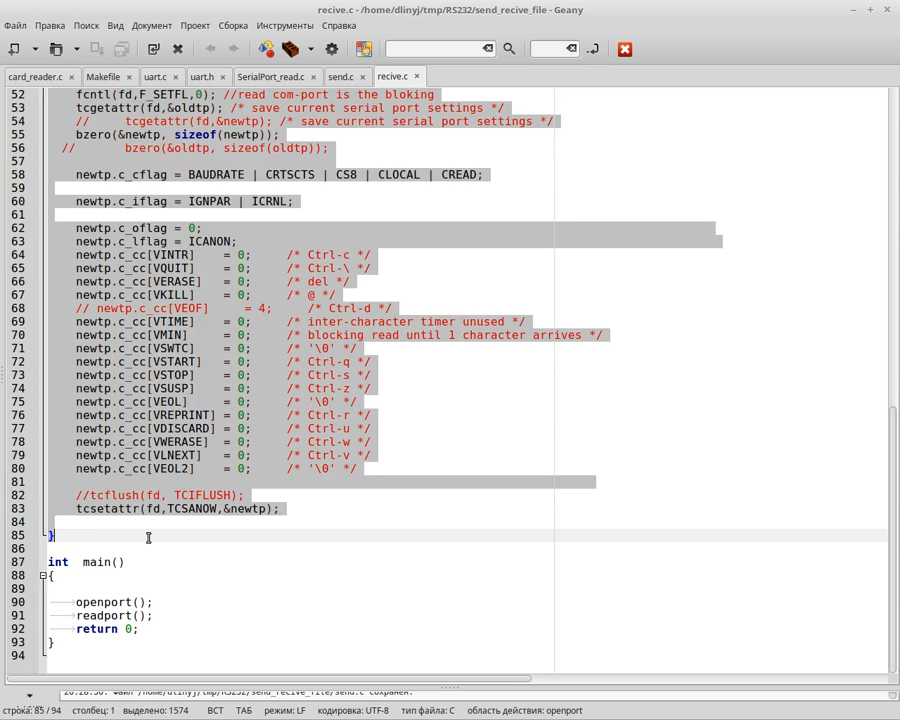 recive.c - /home/dlinyj/tmp/RS232/send_recive_file - Geany
Файл Правка Поиск Вид Документ Проект Сборка Инструменты Справка
card_reader.c Makefile uart.c uart.h SerialPort_read.c send.c recive.c
52 fcntl(fd,F_SETFL,0); //read com-port is the bloking
53 tcgetattr(fd,&oldtp); /* save current serial port settings */
54 // tcgetattr(fd,&newtp); /* save current serial port settings */
55 bzero(&newtp, sizeof(newtp));
56 // bzero(&oldtp, sizeof(oldtp));
57
58 newtp.c_cflag = BAUDRATE | CRTSCTS | CS8 | CLOCAL | CREAD;
59
60 newtp.c_iflag = IGNPAR | ICRNL;
61
62 newtp.c_oflag = 0;
63 newtp.c_lflag = ICANON;
64 newtp.c_cc[VINTR] = 0; /* Ctrl-c */
65 newtp.c_cc[VQUIT] = 0; /* Ctrl-\ */
66 newtp.c_cc[VERASE] = 0; /* del */
67 newtp.c_cc[VKILL] = 0; /* @ */
68 // newtp.c_cc[VEOF] = 4; /* Ctrl-d */
69 newtp.c_cc[VTIME] = 0; /* inter-character timer unused */
70 newtp.c_cc[VMIN] = 0; /* blocking read until 1 character arrives */
71 newtp.c_cc[VSWTC] = 0; /* '\0' */
72 newtp.c_cc[VSTART] = 0; /* Ctrl-q */
73 newtp.c_cc[VSTOP] = 0; /* Ctrl-s */
74 newtp.c_cc[VSUSP] = 0; /* Ctrl-z */
75 newtp.c_cc[VEOL] = 0; /* '\0' */
76 newtp.c_cc[VREPRINT] = 0; /* Ctrl-r */
77 newtp.c_cc[VDISCARD] = 0; /* Ctrl-u */
78 newtp.c_cc[VWERASE] = 0; /* Ctrl-w */
79 newtp.c_cc[VLNEXT] = 0; /* Ctrl-v */
80 newtp.c_cc[VEOL2] = 0; /* '\0' */
81
82 //tcflush(fd, TCIFLUSH);
83 tcsetattr(fd,TCSANOW,&newtp);
84
85 }
86
87 int main()
88 {
89
90 openport();
91 readport();
92 return 0;
93 }
94
20:28:50: Файл /home/dlinyj/tmp/RS232/send_recive_file/send.c сохранен.
строка: 85 / 94 столбец: 1 выделено: 1574 ВСТ ТАБ режим: LF кодировка: UTF-8 тип файла: C область действия: openport